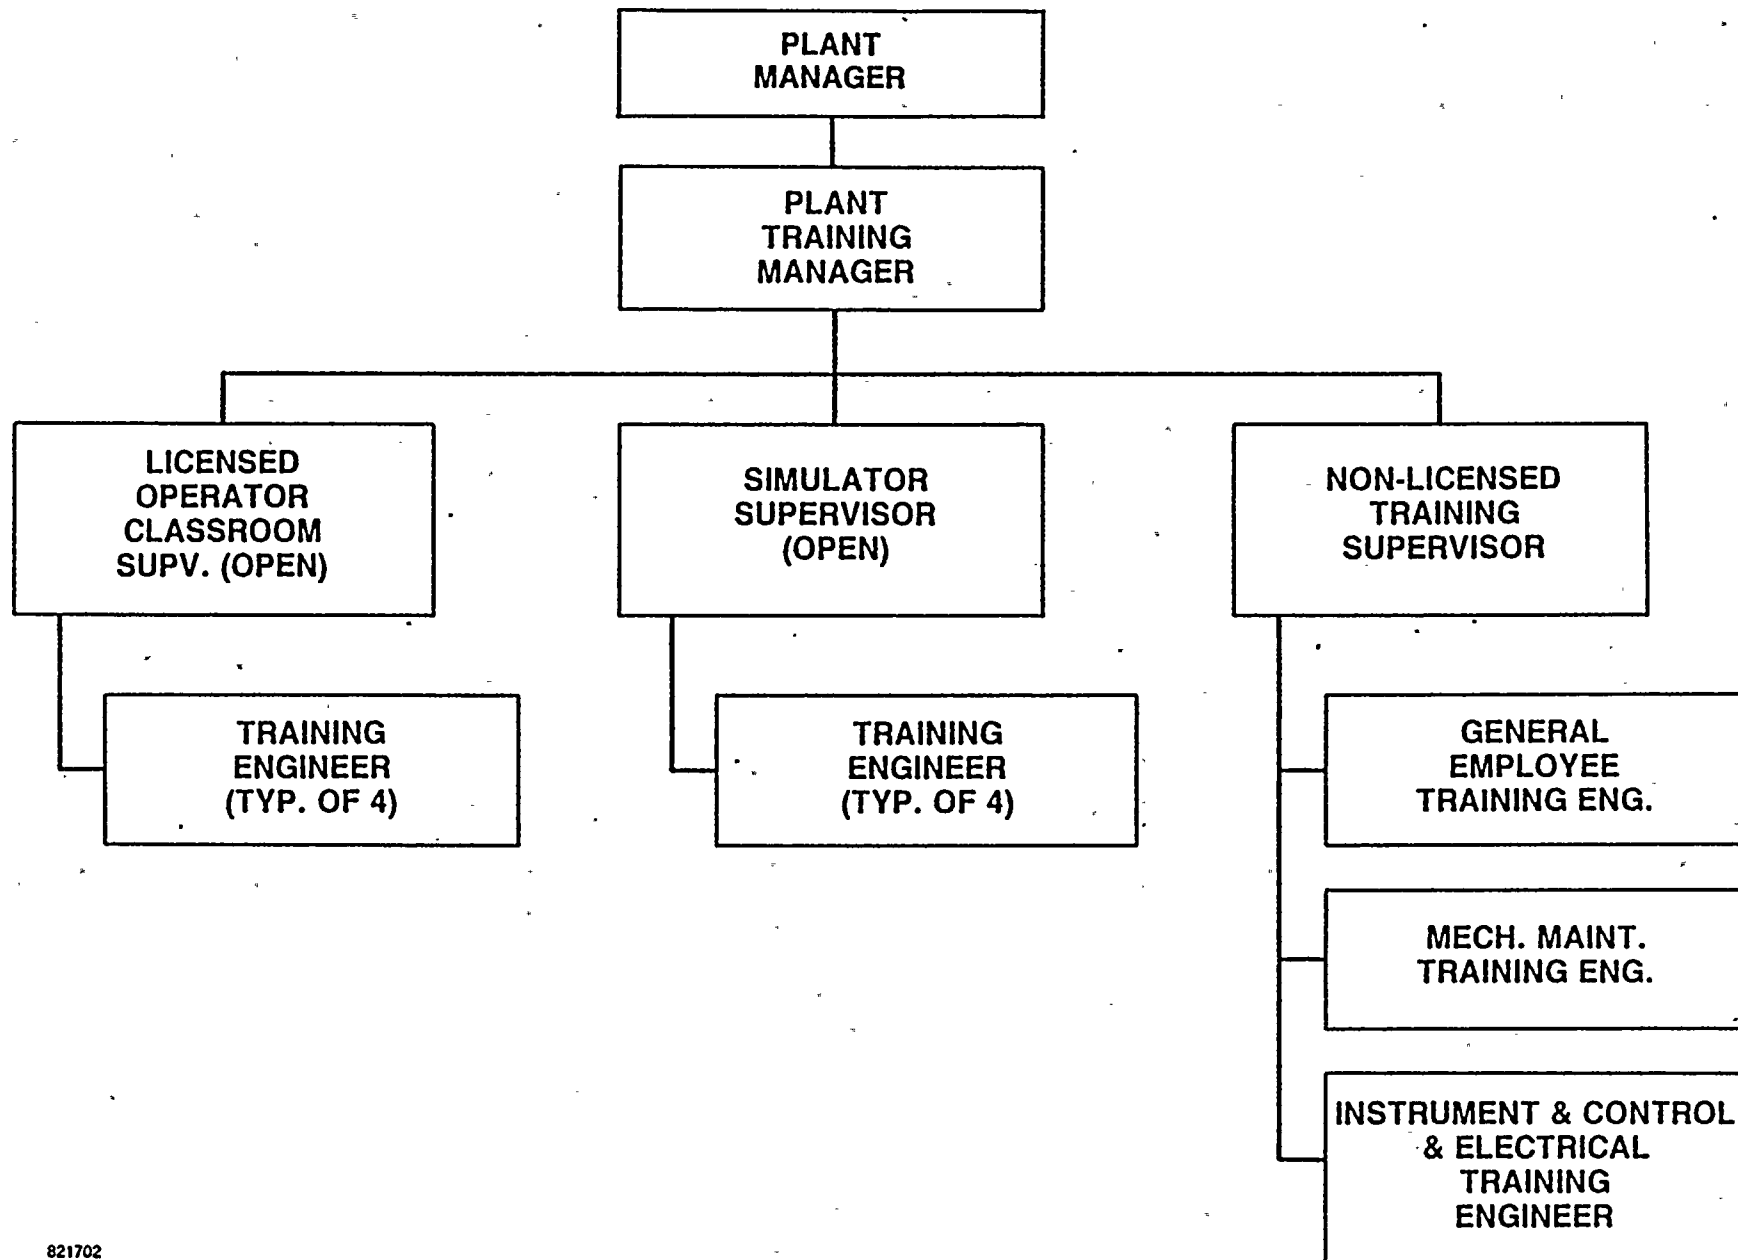 PLANT
MANAGER
PLANT
TRAINING
MANAGER
LICENSED
OPERATOR
CLASSROOM
SUPV. (OPEN)
SIMULATOR
SUPERVISOR
(OPEN)
NON-LICENSED
TRAINING
SUPERVISOR
TRAINING
ENGINEER
(TYP. OF 4)
TRAINING
ENGINEER
(TYP. OF 4)
GENERAL
EMPLOYEE
TRAINING ENG.
MECH. MAINT.
TRAINING ENG.
INSTRUMENT & CONTROL
& ELECTRICAL
TRAINING
ENGINEER
821702